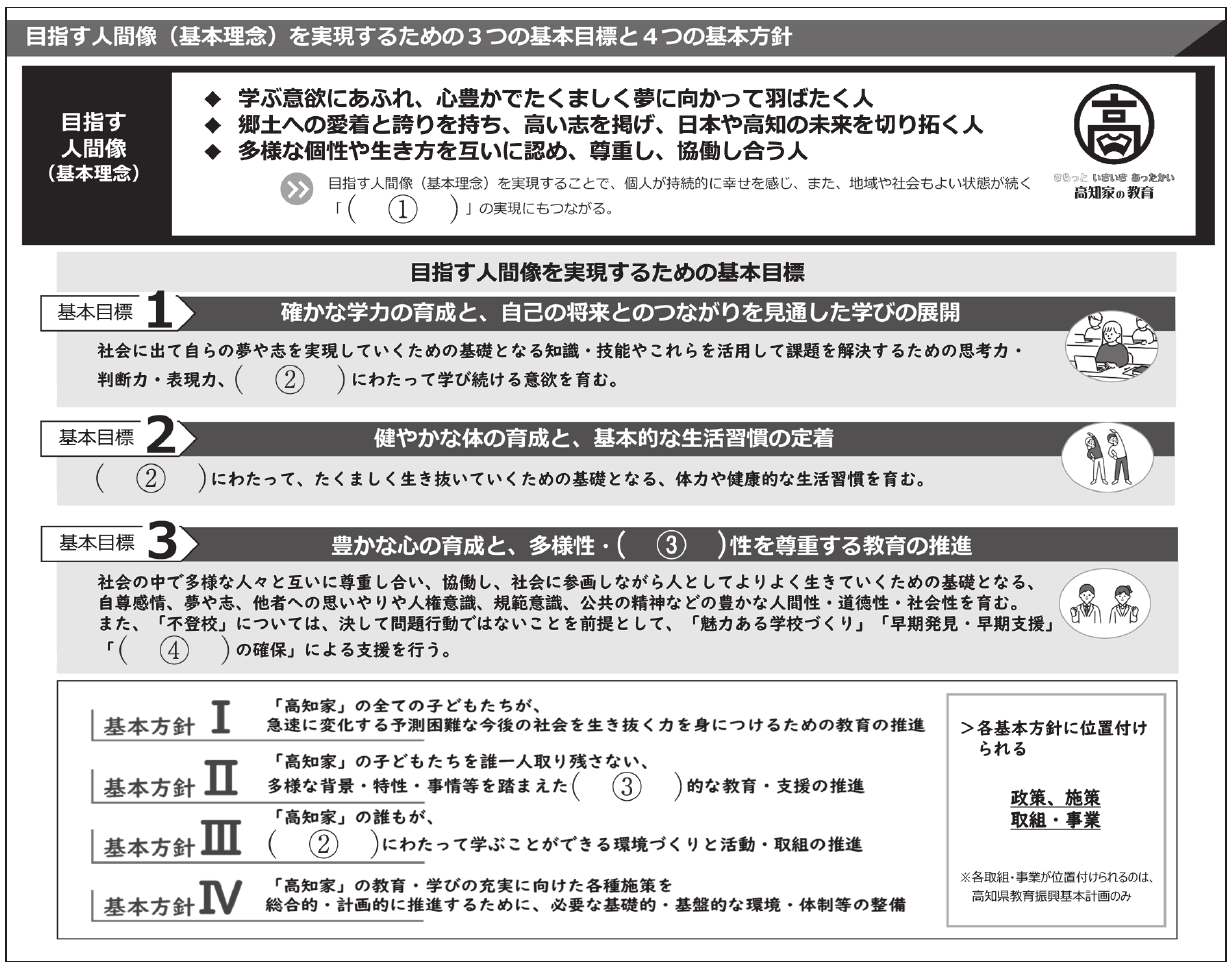 目指す人間像（基本理念）を実現するための３つの基本目標と４つの基本方針
目指す
人間像
（基本理念）
◆ 学ぶ意欲にあふれ、心豊かでたくましく夢に向かって羽ばたく人
◆ 郷土への愛着と誇りを持ち、高い志を掲げ、日本や高知の未来を切り拓く人
◆ 多様な個性や生き方を互いに認め、尊重し、協働し合う人
目指す人間像（基本理念）を実現することで、個人が持続的に幸せを感じ、また、地域や社会もよい状態が続く
「（ ① ）」の実現にもつながる。
高
きらっと いきいき あったかい
高知家の教育
目指す人間像を実現するための基本目標
基本目標 1 確かな学力の育成と、自己の将来とのつながりを見通した学びの展開
社会に出て自らの夢や志を実現していくための基礎となる知識・技能やこれらを活用して課題を解決するための思考力・
判断力・表現力、（ ② ）にわたって学び続ける意欲を育む。
基本目標 2 健やかな体の育成と、基本的な生活習慣の定着
（ ② ）にわたって、たくましく生き抜いていくための基礎となる、体力や健康的な生活習慣を育む。
基本目標 3 豊かな心の育成と、多様性・（ ③ ）性を尊重する教育の推進
社会の中で多様な人々と互いに尊重し合い、協働し、社会に参画しながら人としてよりよく生きていくための基礎となる、
自尊感情、夢や志、他者への思いやりや人権意識、規範意識、公共の精神などの豊かな人間性・道徳性・社会性を育む。
また、「不登校」については、決して問題行動ではないことを前提として、「魅力ある学校づくり」「早期発見・早期支援」
「（ ④ ）の確保」による支援を行う。
基本方針 Ⅰ
「高知家」の全ての子どもたちが、
急速に変化する予測困難な今後の社会を生き抜く力を身につけるための教育の推進
基本方針 Ⅱ
「高知家」の子どもたちを誰一人取り残さない、
多様な背景・特性・事情等を踏まえた（ ③ ）的な教育・支援の推進
基本方針 Ⅲ
「高知家」の誰もが、
（ ② ）にわたって学ぶことができる環境づくりと活動・取組の推進
基本方針 Ⅳ
「高知家」の教育・学びの充実に向けた各種施策を
総合的・計画的に推進するために、必要な基礎的・基盤的な環境・体制等の整備
＞各基本方針に位置付け
られる
政策、施策
取組・事業
※各取組・事業が位置付けられるのは、
高知県教育振興基本計画のみ